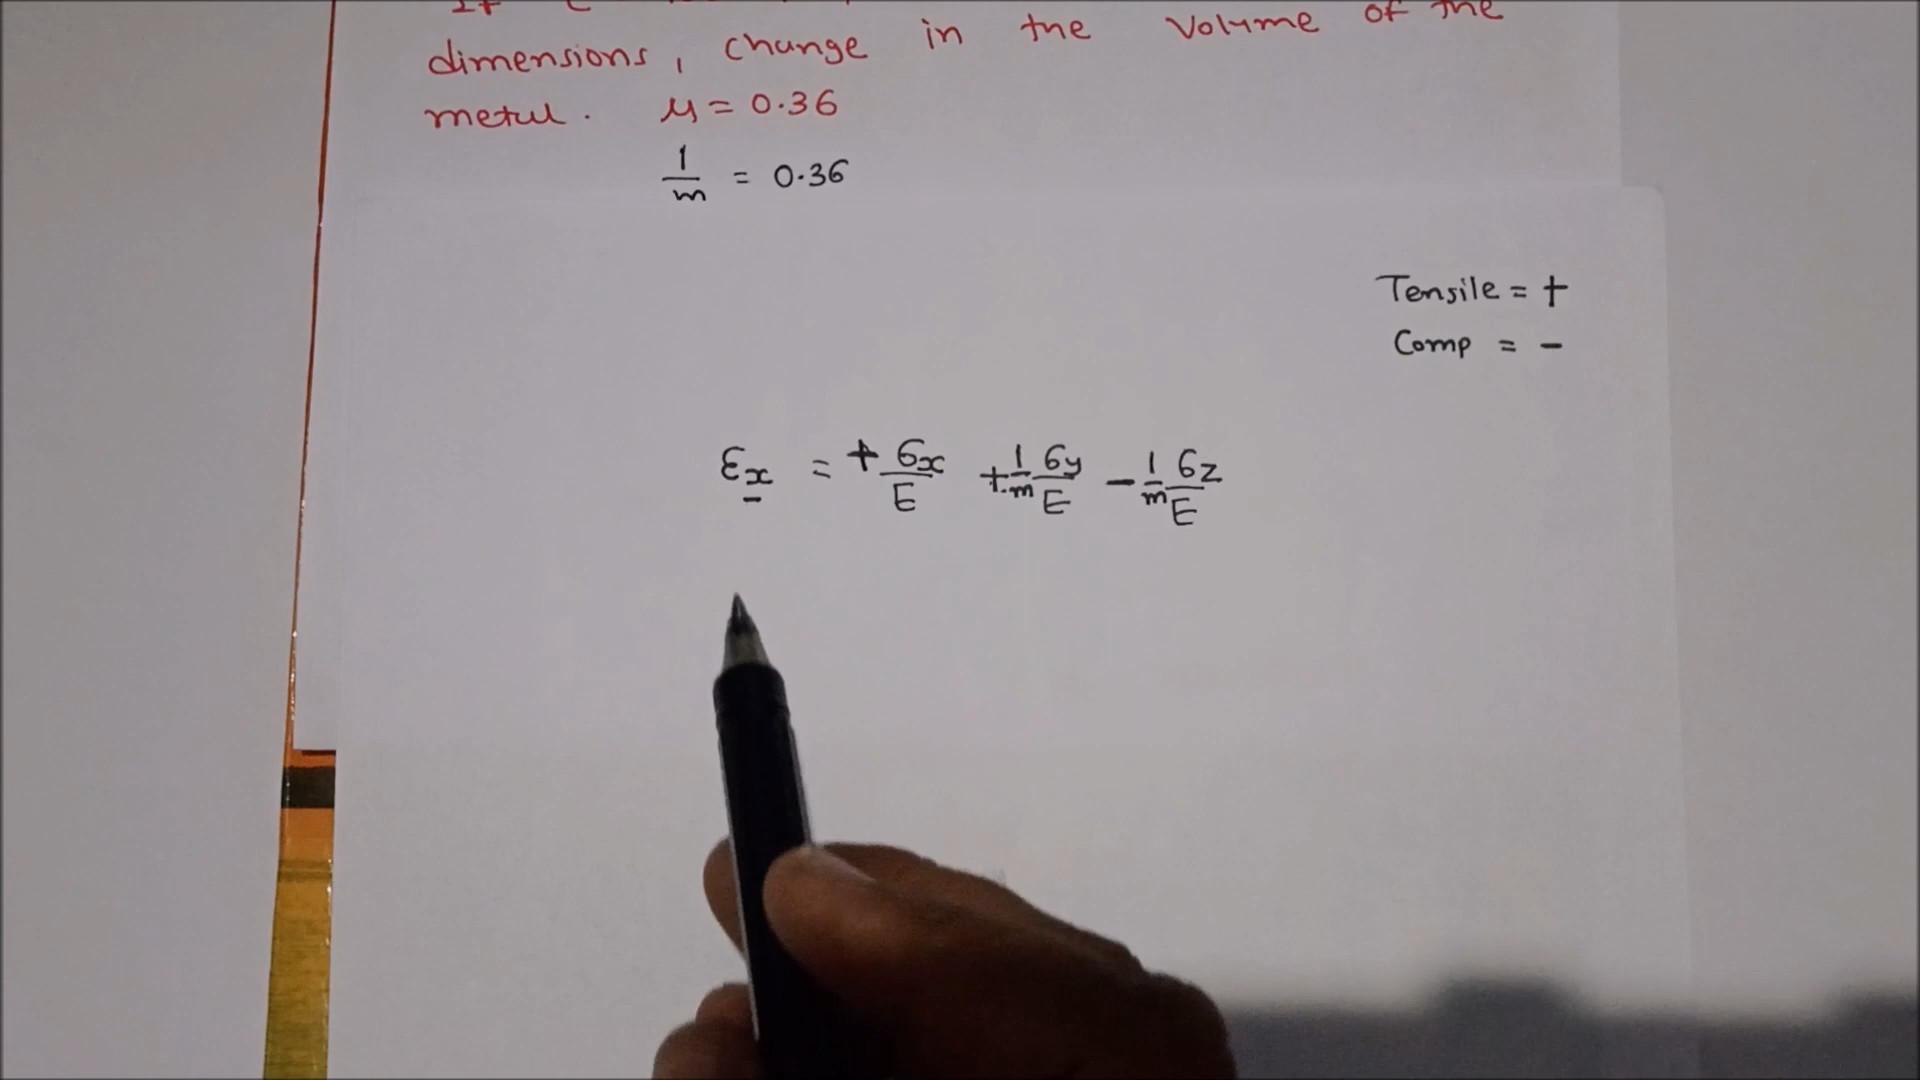 If
dimensions, change in the volume of the
metal. μ = 0.36
1/m = 0.36
Tensile = +
Comp = -
εx = + σx/E + 1/m σy/E - 1/m σz/E